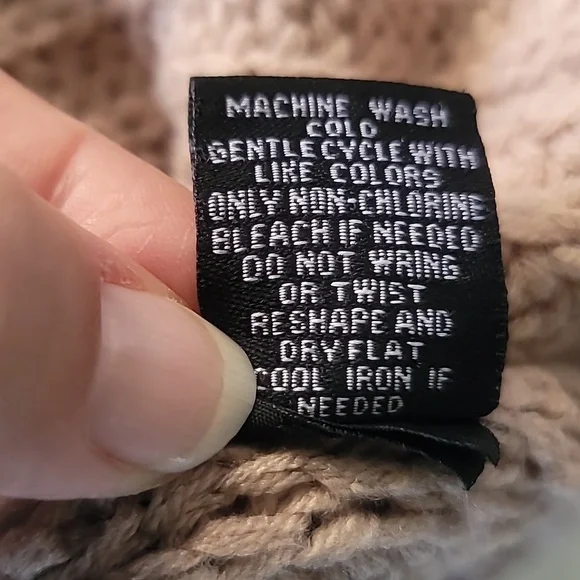 MACHINE WASH
COLD
GENTLE CYCLE WITH
LIKE COLORS
ONLY NON-CHLORINE
BLEACH IF NEEDED
DO NOT WRING
OR TWIST
RESHAPE AND
DRY FLAT
COOL IRON IF
NEEDED